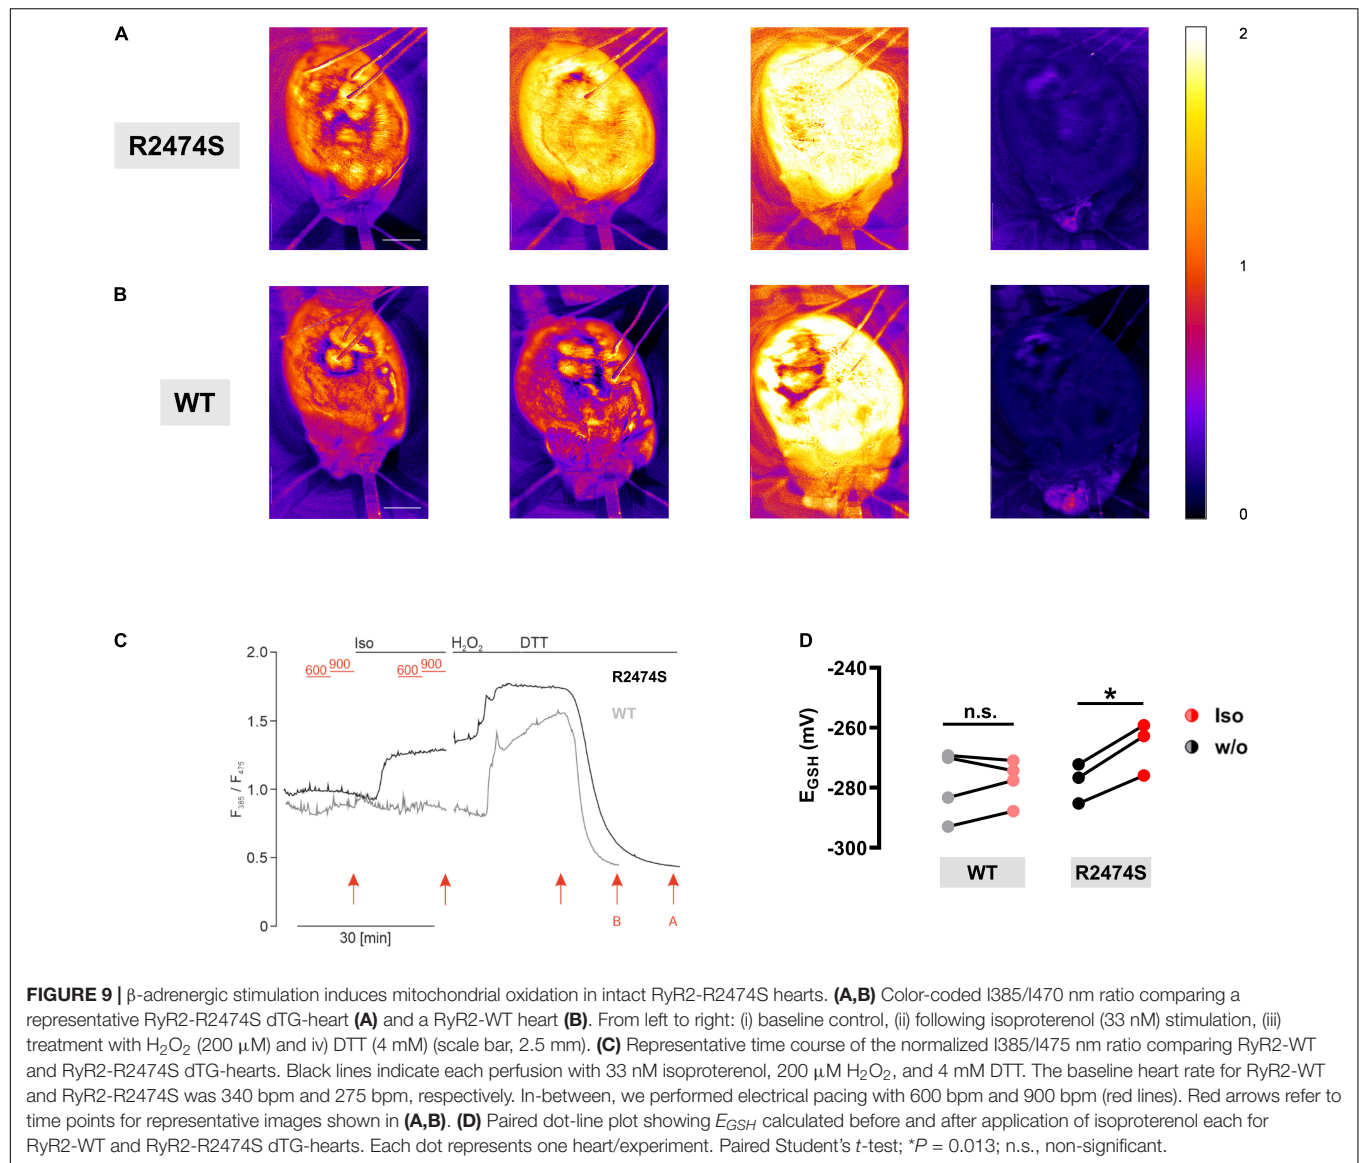 A
R2474S
2
1
0
B
WT
C
Iso
H₂O₂
DTT
600
900
600
900
2.0
1.5
1.0
0.5
0
F385 / F475
R2474S
WT
B
A
30 [min]
D
-240
-260
-280
-300
EGSH (mV)
n.s.
*
WT
R2474S
Iso
w/o
FIGURE 9 | β-adrenergic stimulation induces mitochondrial oxidation in intact RyR2-R2474S hearts. (A,B) Color-coded I385/I470 nm ratio comparing a
representative RyR2-R2474S dTG-heart (A) and a RyR2-WT heart (B). From left to right: (i) baseline control, (ii) following isoproterenol (33 nM) stimulation, (iii)
treatment with H₂O₂ (200 μM) and iv) DTT (4 mM) (scale bar, 2.5 mm). (C) Representative time course of the normalized I385/I475 nm ratio comparing RyR2-WT
and RyR2-R2474S dTG-hearts. Black lines indicate each perfusion with 33 nM isoproterenol, 200 μM H₂O₂, and 4 mM DTT. The baseline heart rate for RyR2-WT
and RyR2-R2474S was 340 bpm and 275 bpm, respectively. In-between, we performed electrical pacing with 600 bpm and 900 bpm (red lines). Red arrows refer to
time points for representative images shown in (A,B). (D) Paired dot-line plot showing EGSH calculated before and after application of isoproterenol each for
RyR2-WT and RyR2-R2474S dTG-hearts. Each dot represents one heart/experiment. Paired Student's t-test; *P = 0.013; n.s., non-significant.